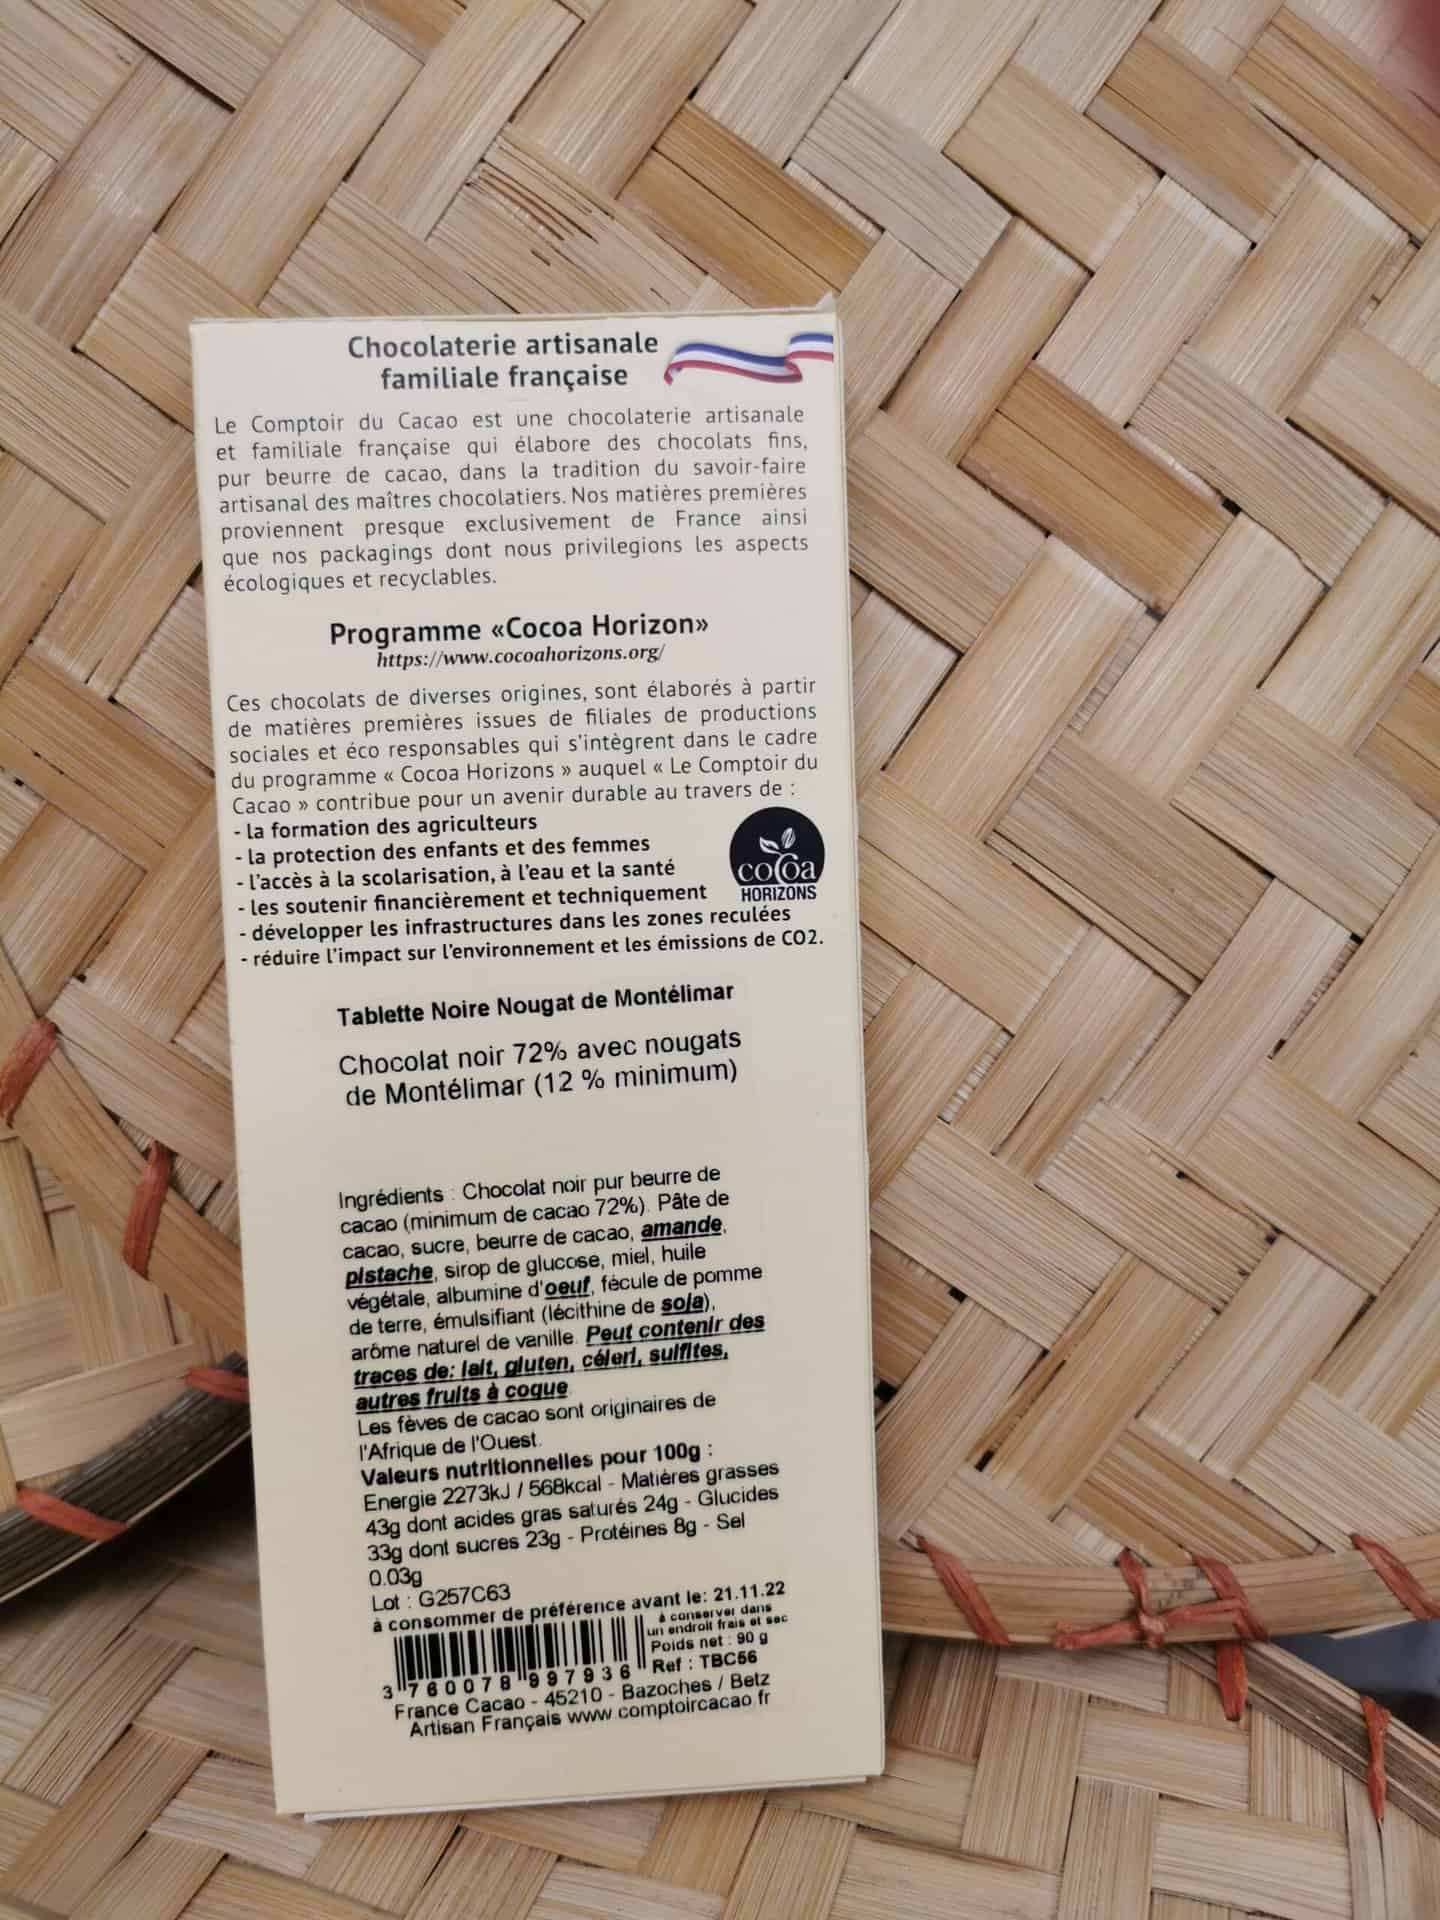 Chocolaterie artisanale
familiale française
Le Comptoir du Cacao est une chocolaterie artisanale
et familiale française qui élabore des chocolats fins,
pur beurre de cacao, dans la tradition du savoir-faire
artisanal des maîtres chocolatiers. Nos matières premières
proviennent presque exclusivement de France ainsi
que nos packagings dont nous privilegions les aspects
écologiques et recyclables.
Programme «Cocoa Horizon»
https://www.cocoahorizons.org/
Ces chocolats de diverses origines, sont élaborés à partir
de matières premières issues de filiales de productions
sociales et éco responsables qui s'intègrent dans le cadre
du programme « Cocoa Horizons » auquel « Le Comptoir du
Cacao » contribue pour un avenir durable au travers de :
- la formation des agriculteurs
- la protection des enfants et des femmes
- l'accès à la scolarisation, à l'eau et la santé
- les soutenir financièrement et techniquement
- développer les infrastructures dans les zones reculées
- réduire l'impact sur l'environnement et les émissions de CO2.
cocoa
HORIZONS
Tablette Noire Nougat de Montélimar
Chocolat noir 72% avec nougats
de Montélimar (12 % minimum)
Ingrédients : Chocolat noir pur beurre de
cacao (minimum de cacao 72%). Pâte de
cacao, sucre, beurre de cacao, amande,
pistache, sirop de glucose, miel, huile
végétale, albumine d'oeuf, fécule de pomme
de terre, émulsifiant (lécithine de soja),
arôme naturel de vanille. Peut contenir des
traces de: lait, gluten, céleri, sulfites,
autres fruits à coque
Les fèves de cacao sont originaires de
l'Afrique de l'Ouest.
Valeurs nutritionnelles pour 100g :
Energie 2273kJ / 568kcal - Matières grasses
43g dont acides gras saturés 24g - Glucides
33g dont sucres 23g - Protéines 8g - Sel
0.03g
Lot : G257C63
à consommer de préférence avant le: 21.11.22
à conserver dans
un endroit frais et sec
Poids net : 90 g
Ref : TBC56
3 760078 997936
France Cacao - 45210 - Bazoches / Betz
Artisan Français www comptoircacao fr